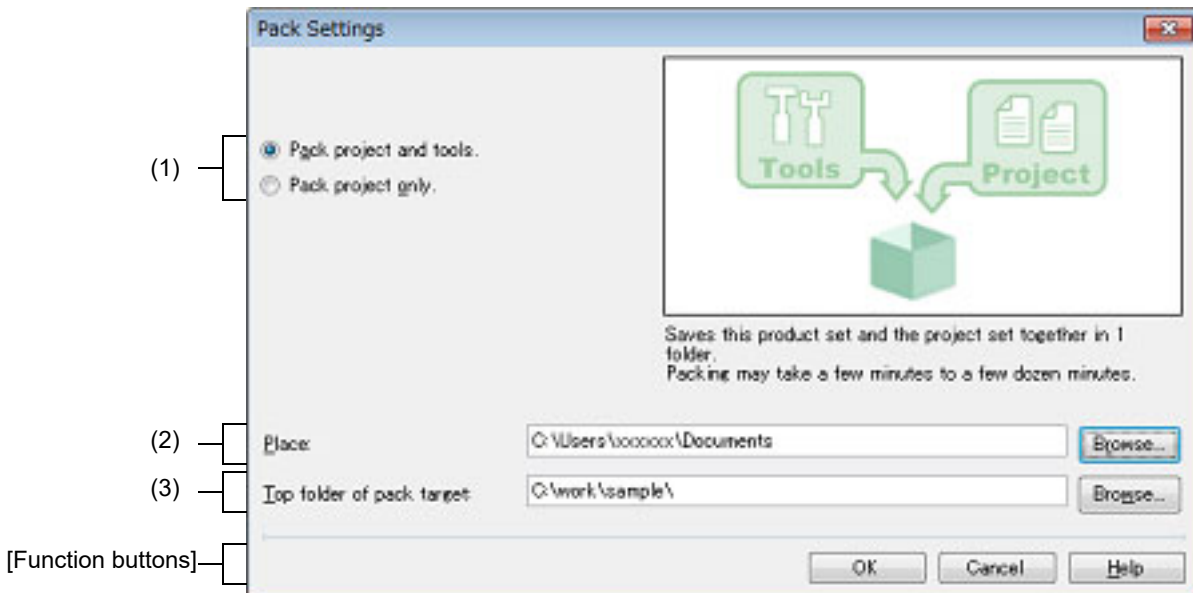 Pack Settings
(1)
Pack project and tools.
Pack project only.
Tools
Project
Saves this product set and the project set together in 1
folder.
Packing may take a few minutes to a few dozen minutes.
(2)
Place:
C:\Users\xxxxxxx\Documents
Browse...
(3)
Top folder of pack target:
C:\work\sample\
Browse...
[Function buttons]
OK
Cancel
Help